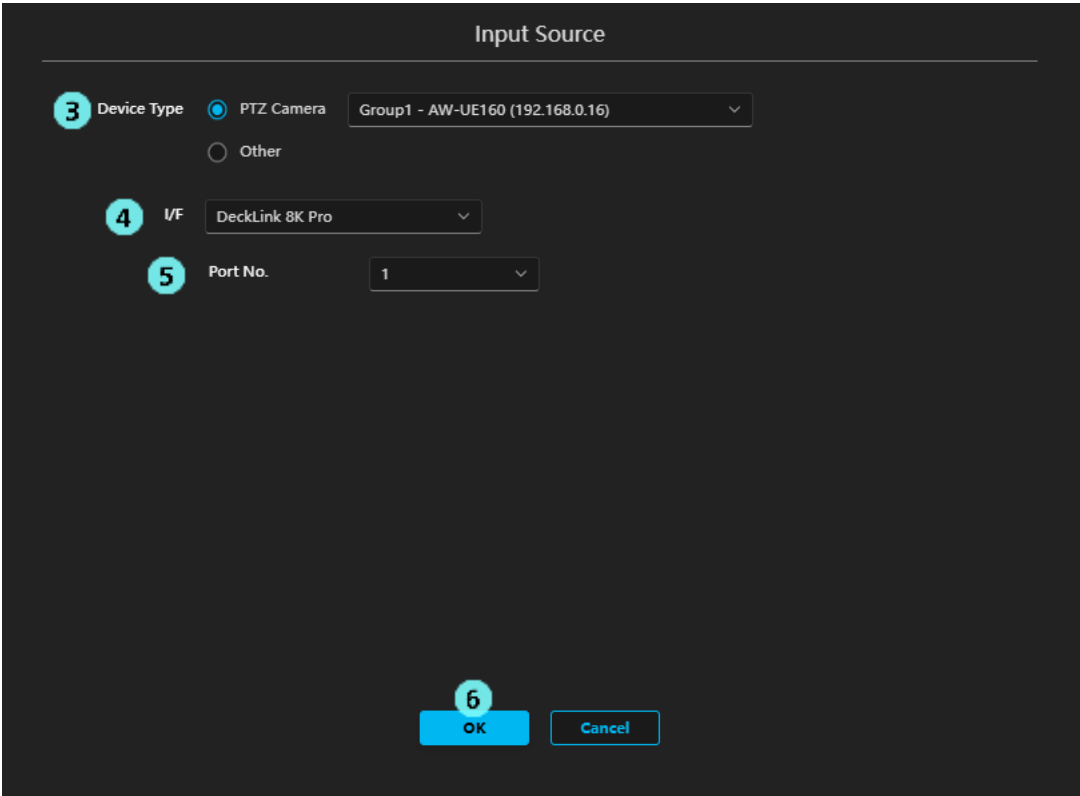 Input Source
3 Device Type PTZ Camera Group1 - AW-UE160 (192.168.0.16)
Other
4 I/F DeckLink 8K Pro
5 Port No. 1
6
OK Cancel